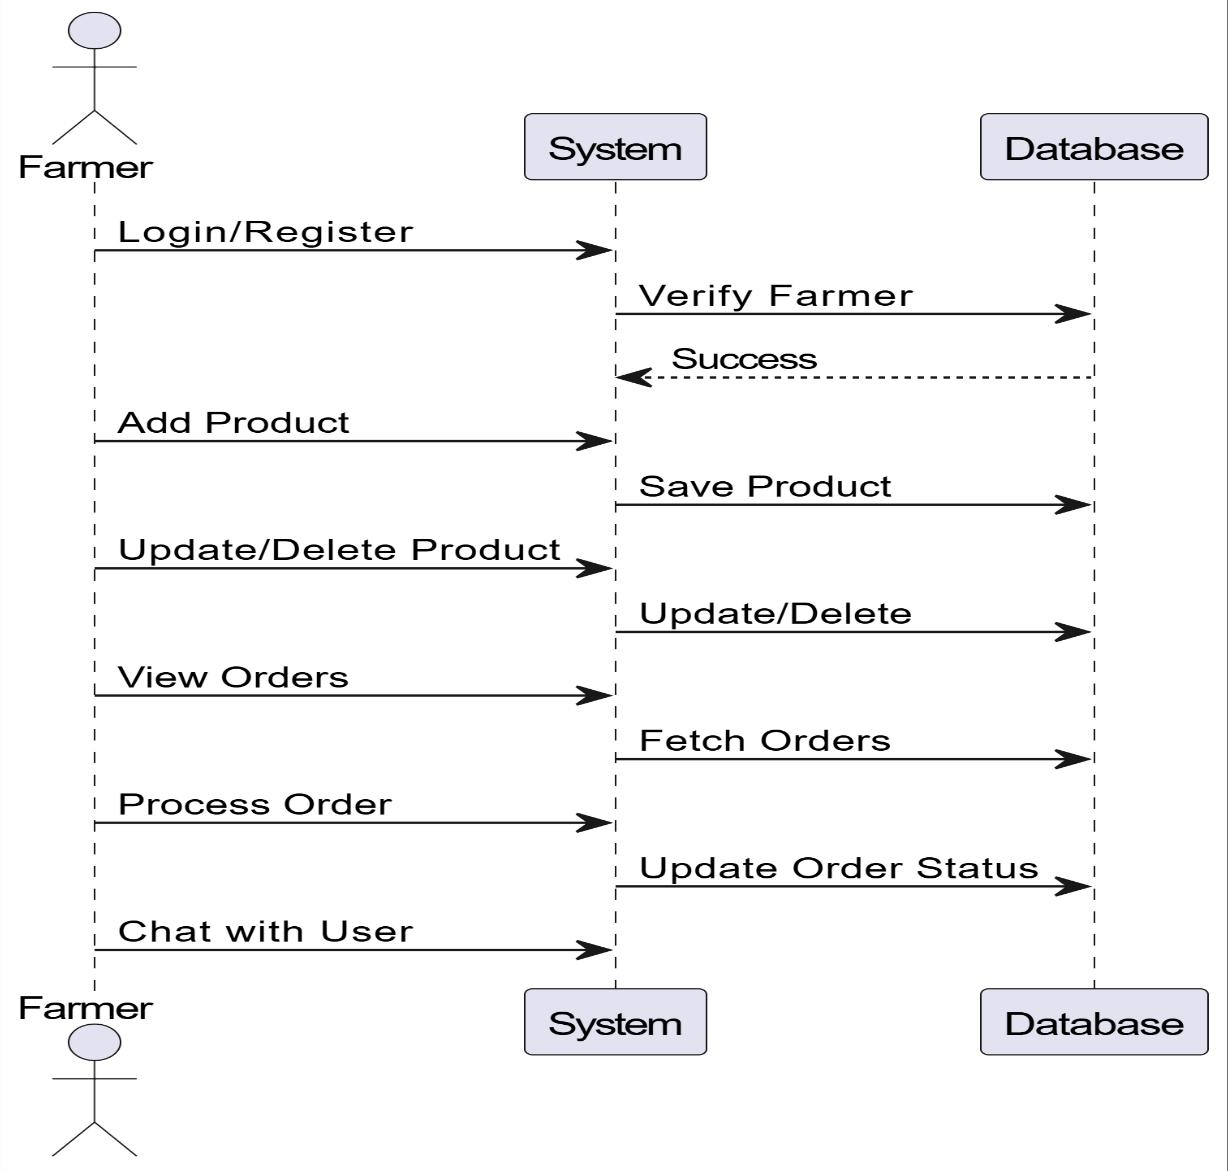 Farmer
System
Database
Login/Register
Verify Farmer
Success
Add Product
Save Product
Update/Delete Product
Update/Delete
View Orders
Fetch Orders
Process Order
Update Order Status
Chat with User
Farmer
System
Database